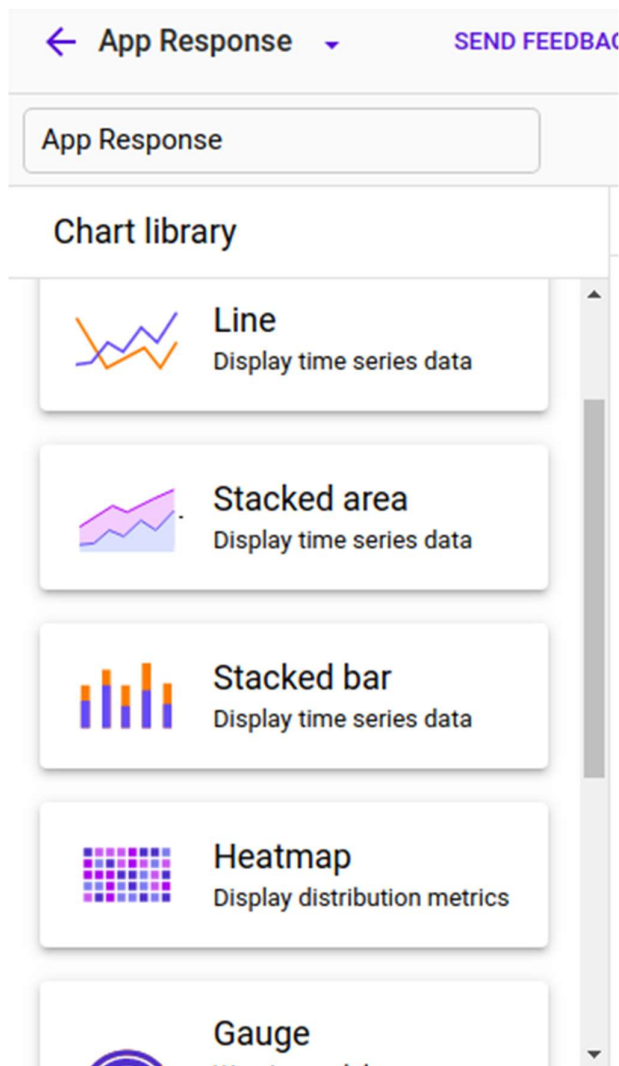 App Response
SEND FEEDBAC
App Response
Chart library
Line
Display time series data
Stacked area
Display time series data
Stacked bar
Display time series data
Heatmap
Display distribution metrics
Gauge